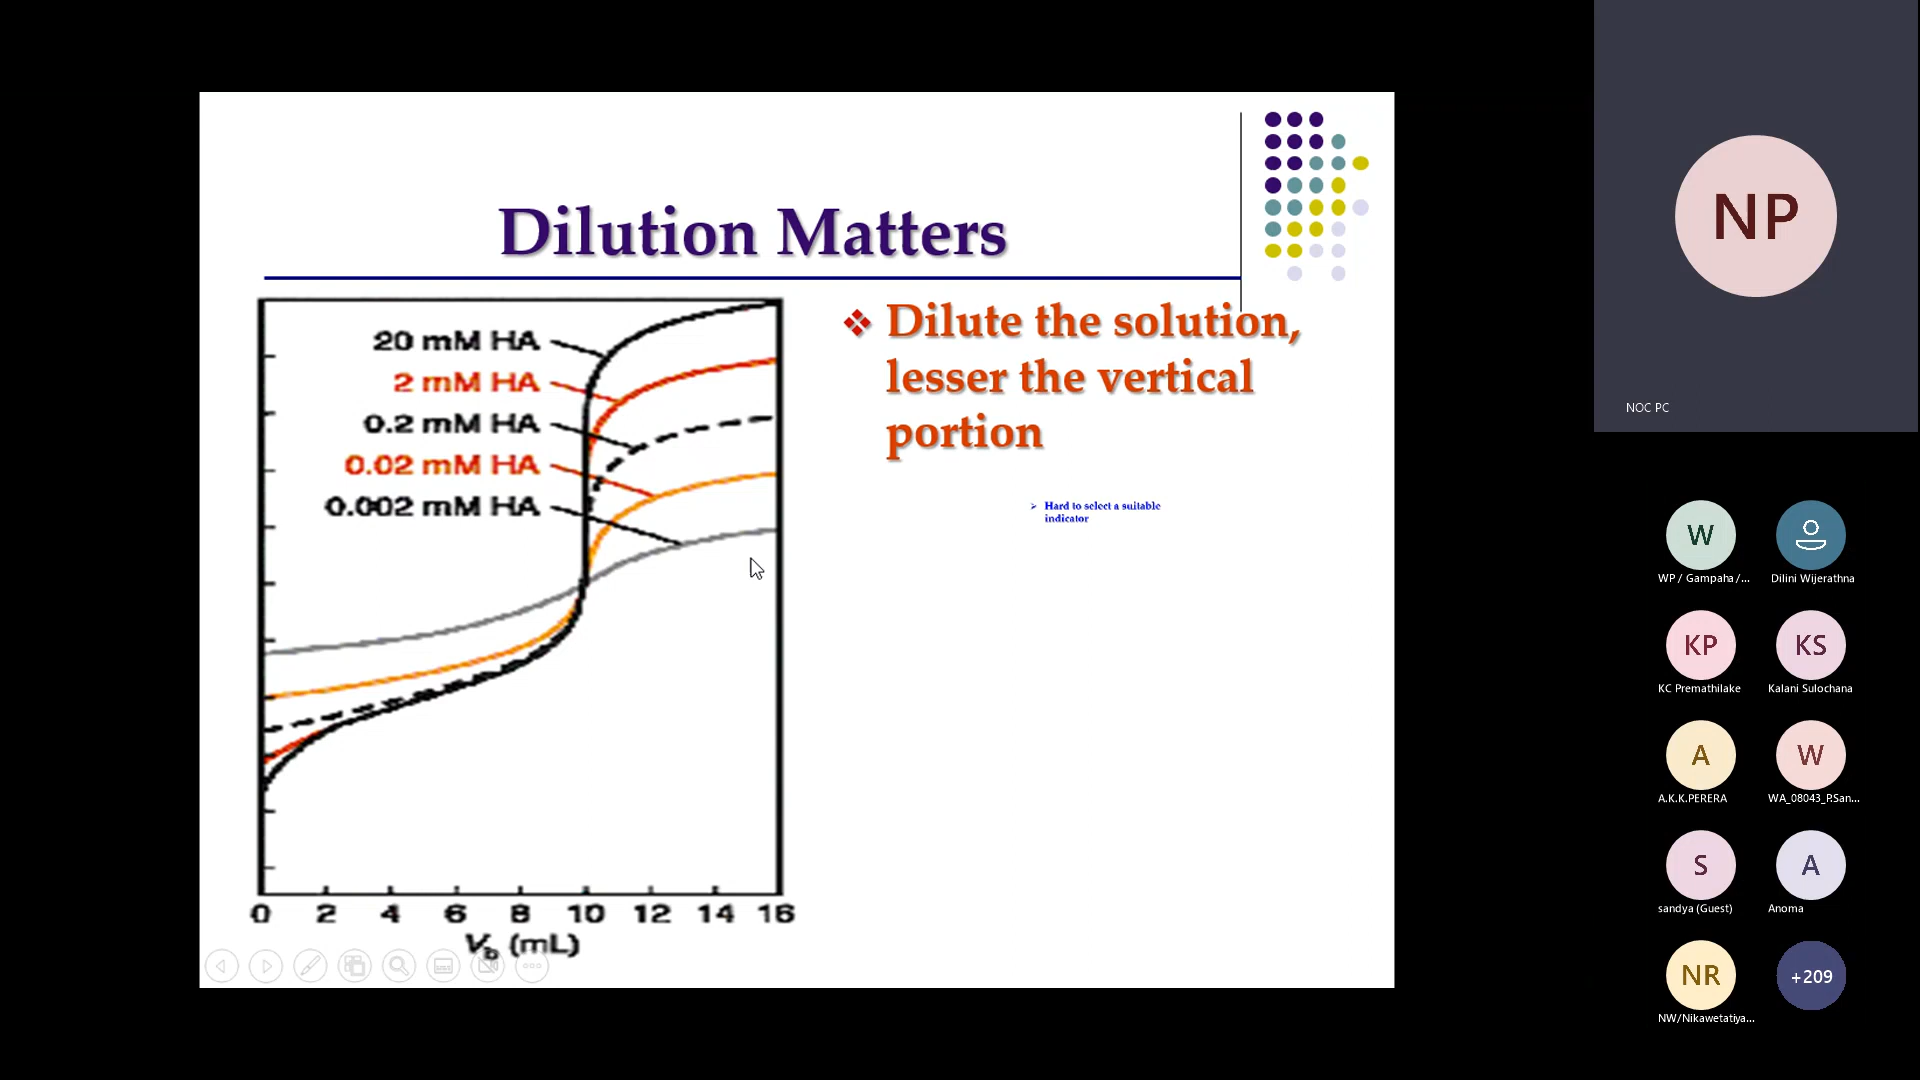 Dilution Matters
20 mM HA
2 mM HA
0.2 mM HA
0.02 mM HA
0.002 mM HA
0 2 4 6 8 10 12 14 16
Vb (mL)
❖ Dilute the solution,
lesser the vertical
portion
➢ Hard to select a suitable
indicator
NP
NOC PC
W
WP / Gampaha /...
Dilini Wijerathna
KP
KS
KC Premathilake
Kalani Sulochana
A
W
A.K.K.PERERA
WA_08043_P.San...
S
A
sandya (Guest)
Anoma
NR
+209
NW/Nikawetatiya...